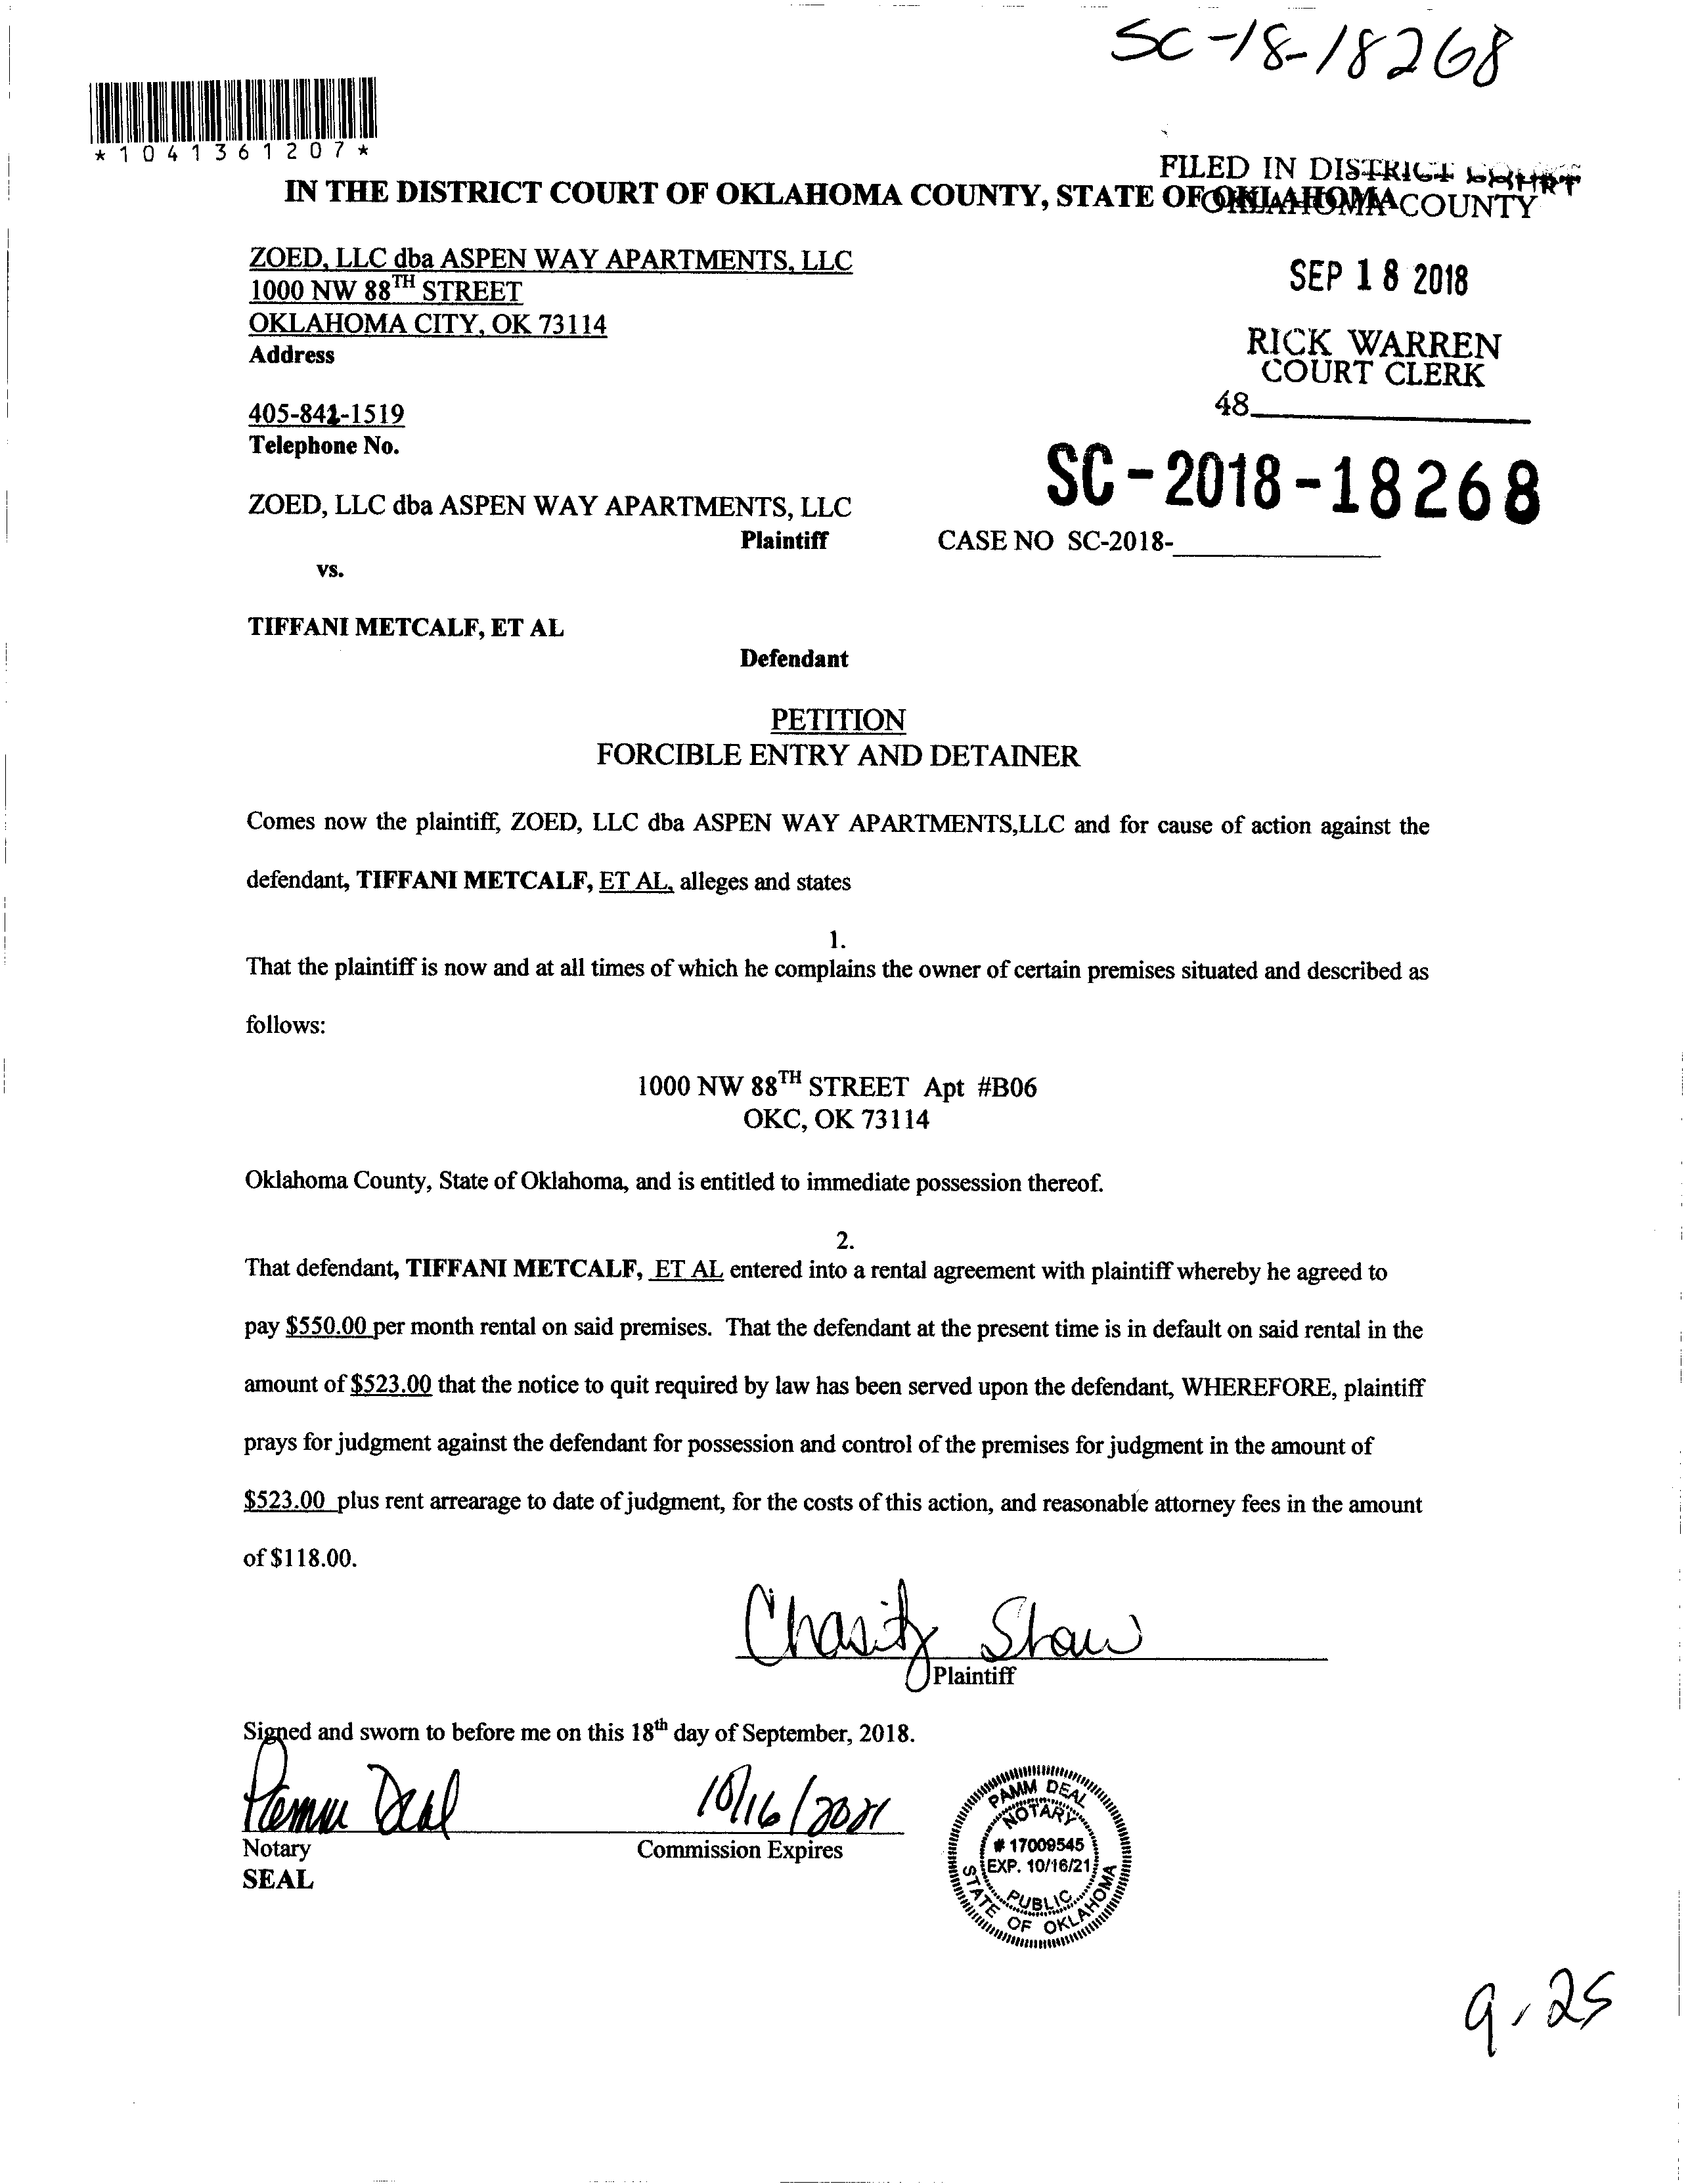 SC-18-18268
*1041361207*
FILED IN DISTRICT COURT
OKLAHOMA COUNTY
IN THE DISTRICT COURT OF OKLAHOMA COUNTY, STATE OF OKLAHOMA
ZOED, LLC dba ASPEN WAY APARTMENTS, LLC
1000 NW 88TH STREET
OKLAHOMA CITY, OK 73114
Address
SEP 18 2018
RICK WARREN
COURT CLERK
48
405-841-1519
Telephone No.
SC-2018-18268
ZOED, LLC dba ASPEN WAY APARTMENTS, LLC
Plaintiff
CASE NO SC-2018-
vs.
TIFFANI METCALF, ET AL
Defendant
PETITION
FORCIBLE ENTRY AND DETAINER
Comes now the plaintiff, ZOED, LLC dba ASPEN WAY APARTMENTS,LLC and for cause of action against the
defendant, TIFFANI METCALF, ET AL, alleges and states
1.
That the plaintiff is now and at all times of which he complains the owner of certain premises situated and described as
follows:
1000 NW 88TH STREET Apt #B06
OKC, OK 73114
Oklahoma County, State of Oklahoma, and is entitled to immediate possession thereof.
2.
That defendant, TIFFANI METCALF, ET AL entered into a rental agreement with plaintiff whereby he agreed to
pay $550.00 per month rental on said premises. That the defendant at the present time is in default on said rental in the
amount of $523.00 that the notice to quit required by law has been served upon the defendant, WHEREFORE, plaintiff
prays for judgment against the defendant for possession and control of the premises for judgment in the amount of
$523.00 plus rent arrearage to date of judgment, for the costs of this action, and reasonable attorney fees in the amount
of $118.00.
Chasity Shaw
Plaintiff
Signed and sworn to before me on this 18th day of September, 2018.
Pamm Deal
10/16/2021
Notary
Commission Expires
SEAL
PAMM DEAL
NOTARY
# 17009545
EXP. 10/16/21
PUBLIC
STATE OF OKLAHOMA
9-25